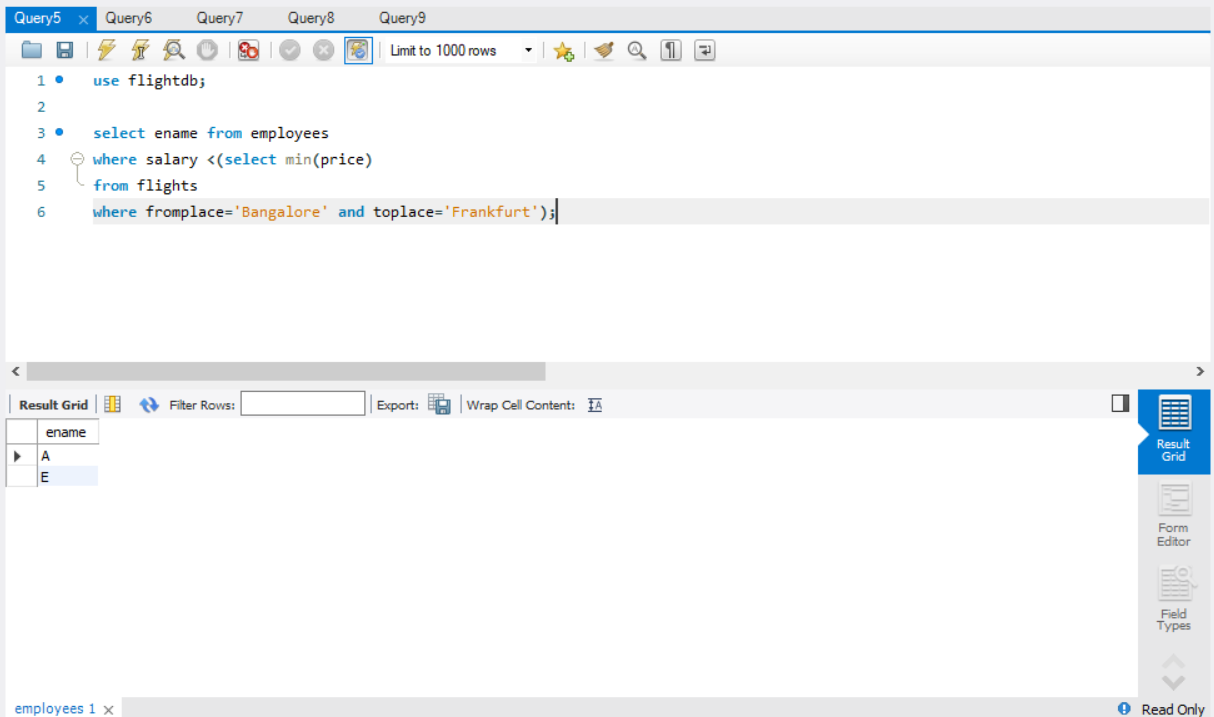 Query5 × Query6 Query7 Query8 Query9
Limit to 1000 rows
1 use flightdb;
2
3 select ename from employees
4 where salary <(select min(price)
5 from flights
6 where fromplace='Bangalore' and toplace='Frankfurt');
Result Grid Filter Rows: Export: Wrap Cell Content: IA
ename
A
E
Result
Grid
Form
Editor
Field
Types
employees 1 × Read Only